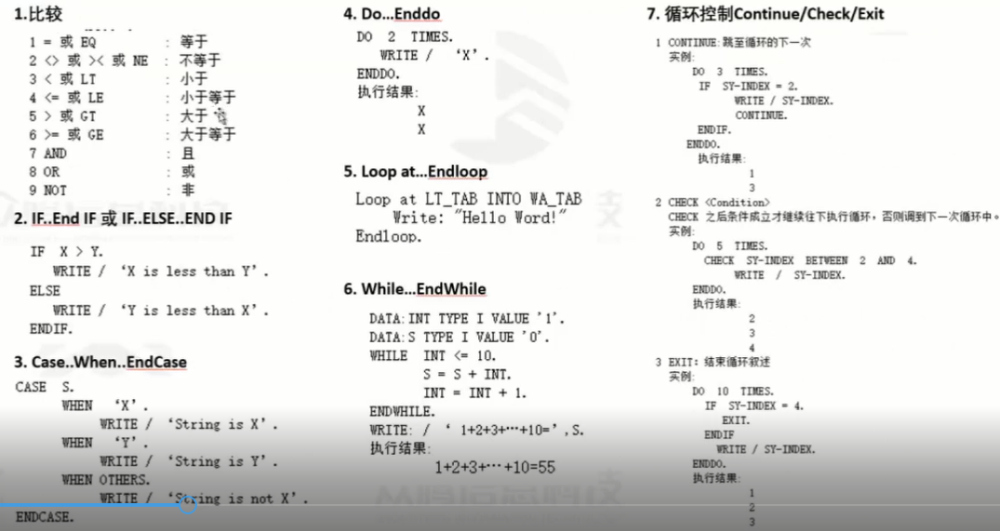 1.比较
1 = 或 EQ : 等于
2 <> 或 >< 或 NE : 不等于
3 < 或 LT : 小于
4 <= 或 LE : 小于等于
5 > 或 GT : 大于
6 >= 或 GE : 大于等于
7 AND : 且
8 OR : 或
9 NOT : 非
2. IF..End IF 或 IF..ELSE..END IF
IF X > Y.
WRITE / ‘X is less than Y’.
ELSE
WRITE / ‘Y is less than X’.
ENDIF.
3. Case..When..EndCase
CASE S.
WHEN ‘X’.
WRITE / ‘String is X’.
WHEN ‘Y’.
WRITE / ‘String is Y’.
WHEN OTHERS.
WRITE / ‘String is not X’.
ENDCASE.
4. Do…Enddo
DO 2 TIMES.
WRITE / ‘X’.
ENDDO.
执行结果:
X
X
5. Loop at…Endloop
Loop at LT_TAB INTO WA_TAB
Write: "Hello Word!"
Endloop.
6. While…EndWhile
DATA:INT TYPE I VALUE '1'.
DATA:S TYPE I VALUE '0'.
WHILE INT <= 10.
S = S + INT.
INT = INT + 1.
ENDWHILE.
WRITE: / ‘ 1+2+3+…+10=’,S.
执行结果:
1+2+3+…+10=55
7. 循环控制Continue/Check/Exit
1 CONTINUE:跳至循环的下一次
实例:
DO 3 TIMES.
IF SY-INDEX = 2.
WRITE / SY-INDEX.
CONTINUE.
ENDIF.
ENDDO.
执行结果:
1
3
2 CHECK <Condition>
CHECK 之后条件成立才继续往下执行循环，否则调到下一次循环中。
实例:
DO 5 TIMES.
CHECK SY-INDEX BETWEEN 2 AND 4.
WRITE / SY-INDEX.
ENDDO.
执行结果:
2
3
4
3 EXIT: 结束循环叙述
实例:
DO 10 TIMES.
IF SY-INDEX = 4.
EXIT.
ENDIF
WRITE / SY-INDEX.
ENDDO.
执行结果:
1
2
3